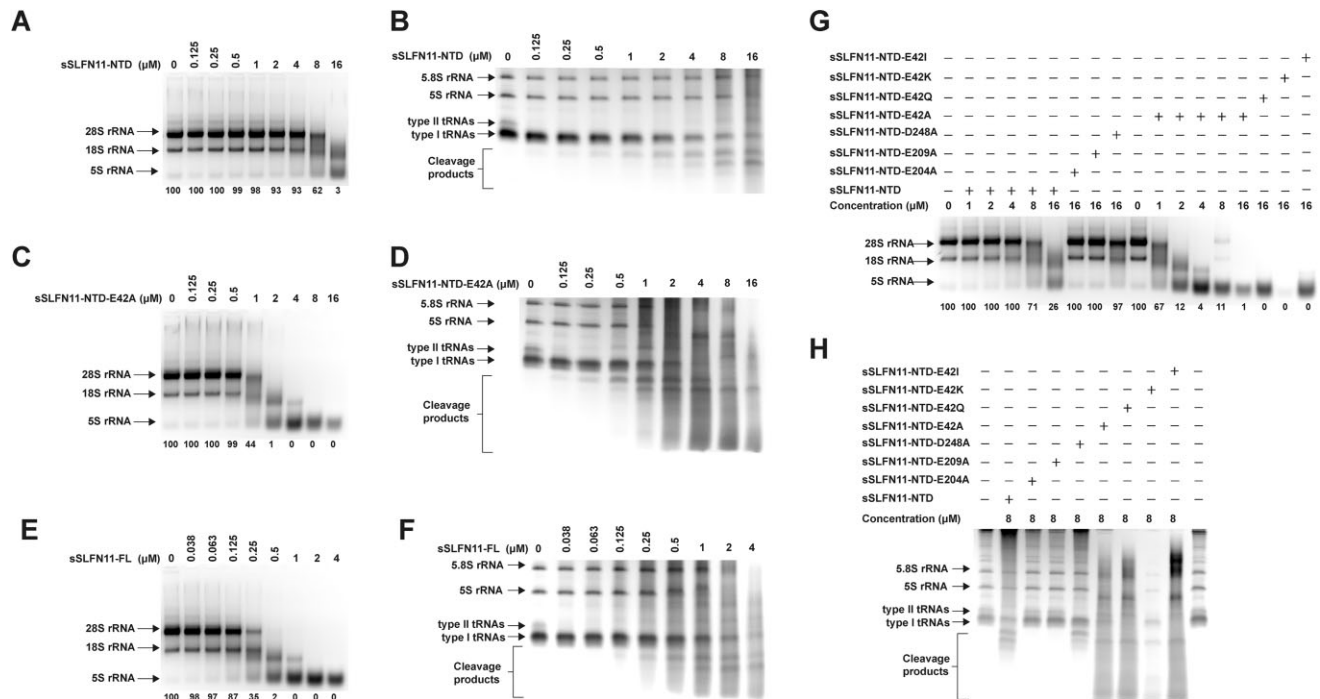 A
sSLFN11-NTD (μM) 0 0.125 0.25 0.5 1 2 4 8 16
28S rRNA
18S rRNA
5S rRNA
100 100 100 99 98 93 93 62 3
B
sSLFN11-NTD (μM) 0 0.125 0.25 0.5 1 2 4 8 16
5.8S rRNA
5S rRNA
type II tRNAs
type I tRNAs
Cleavage
products
C
sSLFN11-NTD-E42A (μM) 0 0.125 0.25 0.5 1 2 4 8 16
28S rRNA
18S rRNA
5S rRNA
100 100 100 99 44 1 0 0 0
D
sSLFN11-NTD-E42A (μM) 0 0.125 0.25 0.5 1 2 4 8 16
5.8S rRNA
5S rRNA
type II tRNAs
type I tRNAs
Cleavage
products
E
sSLFN11-FL (μM) 0 0.038 0.063 0.125 0.25 0.5 1 2 4
28S rRNA
18S rRNA
5S rRNA
100 98 97 87 35 2 0 0 0
F
sSLFN11-FL (μM) 0 0.038 0.063 0.125 0.25 0.5 1 2 4
5.8S rRNA
5S rRNA
type II tRNAs
type I tRNAs
Cleavage
products
G
sSLFN11-NTD-E42I – – – – – – – – – – – – – – – – – +
sSLFN11-NTD-E42K – – – – – – – – – – – – – – – – + –
sSLFN11-NTD-E42Q – – – – – – – – – – – – – – – + – –
sSLFN11-NTD-E42A – – – – – – – – – – + + + + + – – –
sSLFN11-NTD-D248A – – – – – – – – + – – – – – – – – –
sSLFN11-NTD-E209A – – – – – – – + – – – – – – – – – –
sSLFN11-NTD-E204A – – – – – – + – – – – – – – – – – –
sSLFN11-NTD – + + + + + – – – – – – – – – – – –
Concentration (μM) 0 1 2 4 8 16 16 16 16 0 1 2 4 8 16 16 16 16
28S rRNA
18S rRNA
5S rRNA
100 100 100 100 71 26 100 100 97 100 67 12 4 11 1 0 0 0
H
sSLFN11-NTD-E42I – – – – – – – – + –
sSLFN11-NTD-E42K – – – – – – – + – –
sSLFN11-NTD-E42Q – – – – – – + – – –
sSLFN11-NTD-E42A – – – – – + – – – –
sSLFN11-NTD-D248A – – – – + – – – – –
sSLFN11-NTD-E209A – – – + – – – – – –
sSLFN11-NTD-E204A – – + – – – – – – –
sSLFN11-NTD – + – – – – – – – –
Concentration (μM) 8 8 8 8 8 8 8 8
5.8S rRNA
5S rRNA
type II tRNAs
type I tRNAs
Cleavage
products